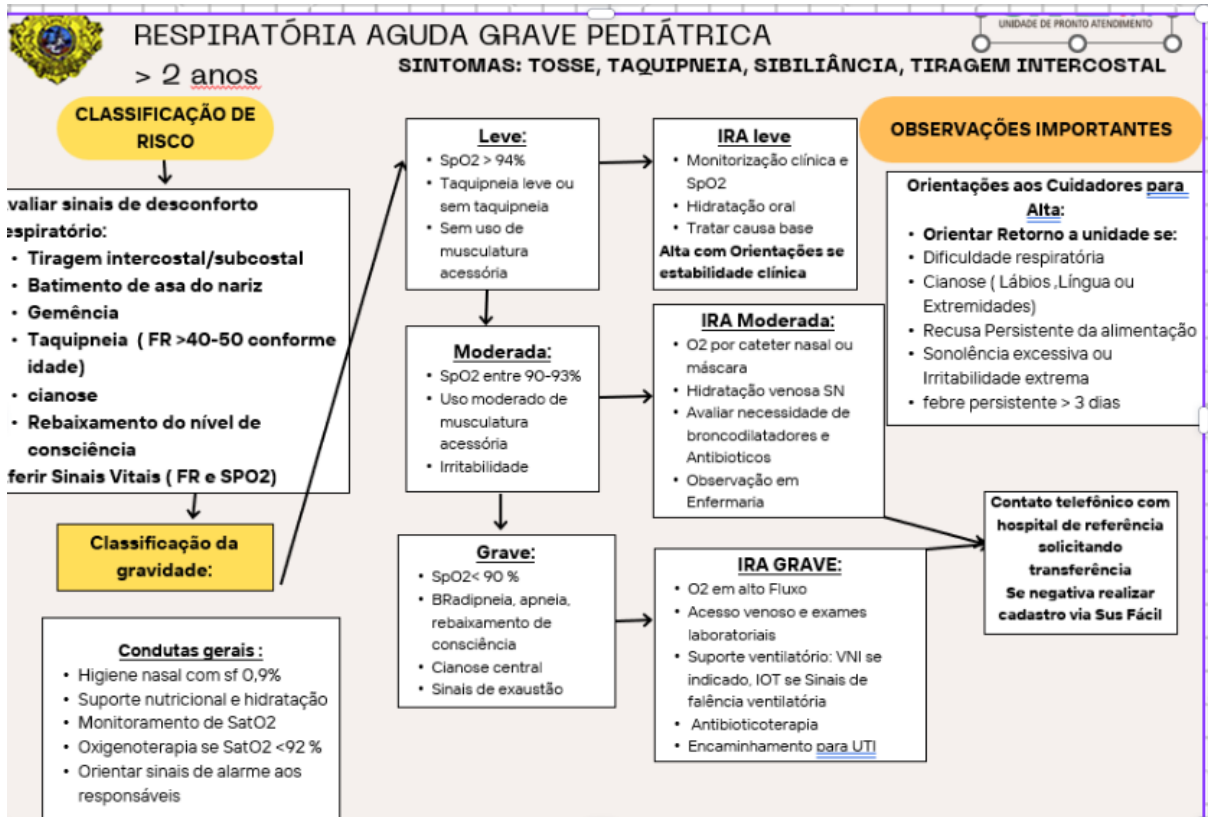 RESPIRATÓRIA AGUDA GRAVE PEDIÁTRICA
> 2 anos
SINTOMAS: TOSSE, TAQUIPNEIA, SIBILIÂNCIA, TIRAGEM INTERCOSTAL
UNIDADE DE PRONTO ATENDIMENTO
CLASSIFICAÇÃO DE
RISCO
valiar sinais de desconforto
espiratório:
• Tiragem intercostal/subcostal
• Batimento de asa do nariz
• Gemência
• Taquipneia ( FR >40-50 conforme
idade)
• cianose
• Rebaixamento do nível de
consciência
ferir Sinais Vitais ( FR e SPO2)
Classificação da
gravidade:
Condutas gerais :
• Higiene nasal com sf 0,9%
• Suporte nutricional e hidratação
• Monitoramento de SatO2
• Oxigenoterapia se SatO2 <92 %
• Orientar sinais de alarme aos
responsáveis
Leve:
• SpO2 > 94%
• Taquipneia leve ou
sem taquipneia
• Sem uso de
musculatura
acessória
Moderada:
• SpO2 entre 90-93%
• Uso moderado de
musculatura
acessória
• Irritabilidade
Grave:
• SpO2< 90 %
• BRadipneia, apneia,
rebaixamento de
consciência
• Cianose central
• Sinais de exaustão
IRA leve
• Monitorização clínica e
SpO2
• Hidratação oral
• Tratar causa base
Alta com Orientações se
estabilidade clínica
IRA Moderada:
• O2 por cateter nasal ou
máscara
• Hidratação venosa SN
• Avaliar necessidade de
broncodilatadores e
Antibioticos
• Observação em
Enfermaria
IRA GRAVE:
• O2 em alto Fluxo
• Acesso venoso e exames
laboratoriais
• Suporte ventilatório: VNI se
indicado, IOT se Sinais de
falência ventilatória
• Antibioticoterapia
• Encaminhamento para UTI
OBSERVAÇÕES IMPORTANTES
Orientações aos Cuidadores para
Alta:
• Orientar Retorno a unidade se:
• Dificuldade respiratória
• Cianose ( Lábios ,Língua ou
Extremidades)
• Recusa Persistente da alimentação
• Sonolência excessiva ou
Irritabilidade extrema
• febre persistente > 3 dias
Contato telefônico com
hospital de referência
solicitando
transferência
Se negativa realizar
cadastro via Sus Fácil